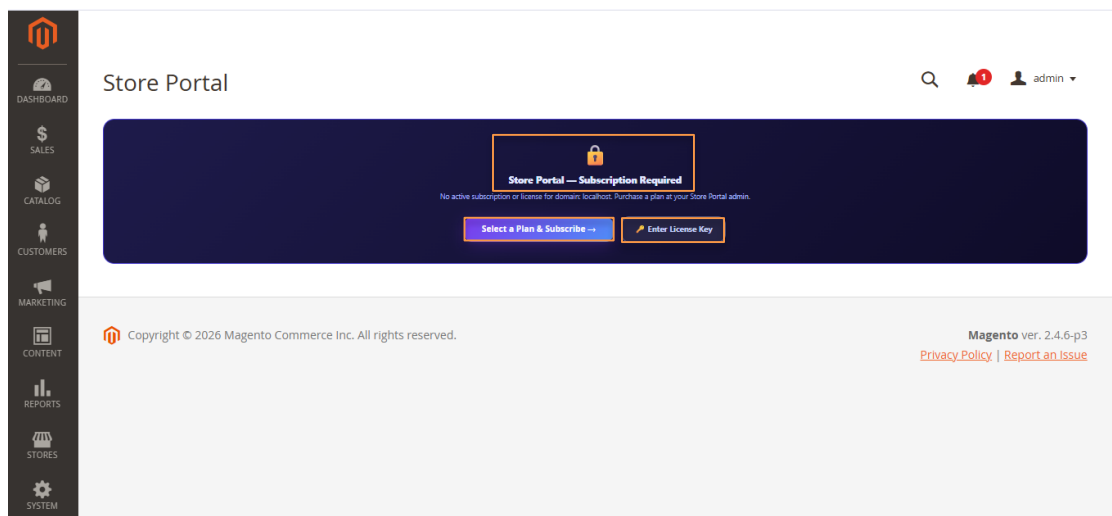 Store Portal
1
admin
DASHBOARD
SALES
CATALOG
CUSTOMERS
MARKETING
CONTENT
REPORTS
STORES
SYSTEM
Store Portal — Subscription Required
No active subscription or license for domain: localhost. Purchase a plan at your Store Portal admin.
Select a Plan & Subscribe →
Enter License Key
Copyright © 2026 Magento Commerce Inc. All rights reserved.
Magento ver. 2.4.6-p3
Privacy Policy | Report an Issue